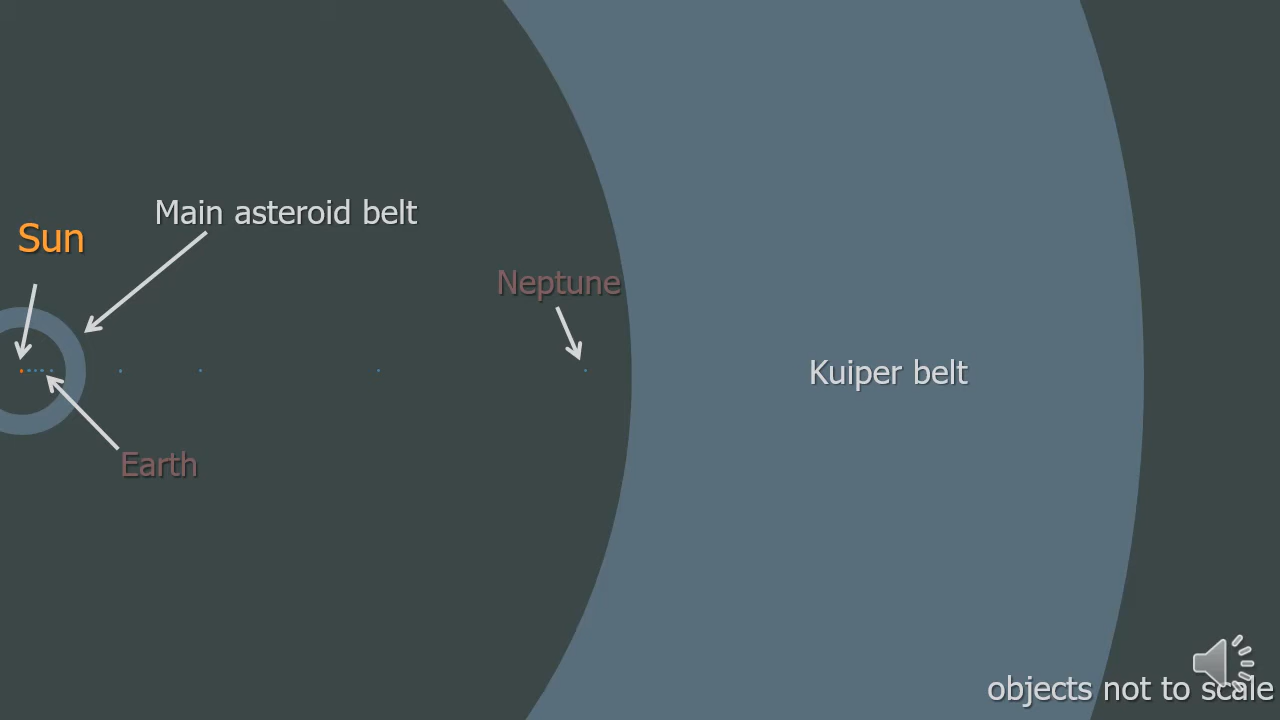 Main asteroid belt
Sun
Neptune
Kuiper belt
Earth
objects not to scale